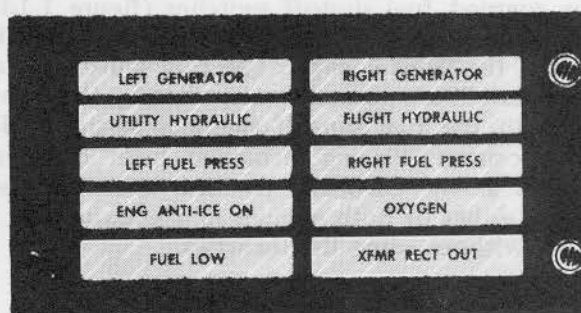 LEFT GENERATOR RIGHT GENERATOR
UTILITY HYDRAULIC FLIGHT HYDRAULIC
LEFT FUEL PRESS RIGHT FUEL PRESS
ENG ANTI-ICE ON OXYGEN
FUEL LOW XFMR RECT OUT